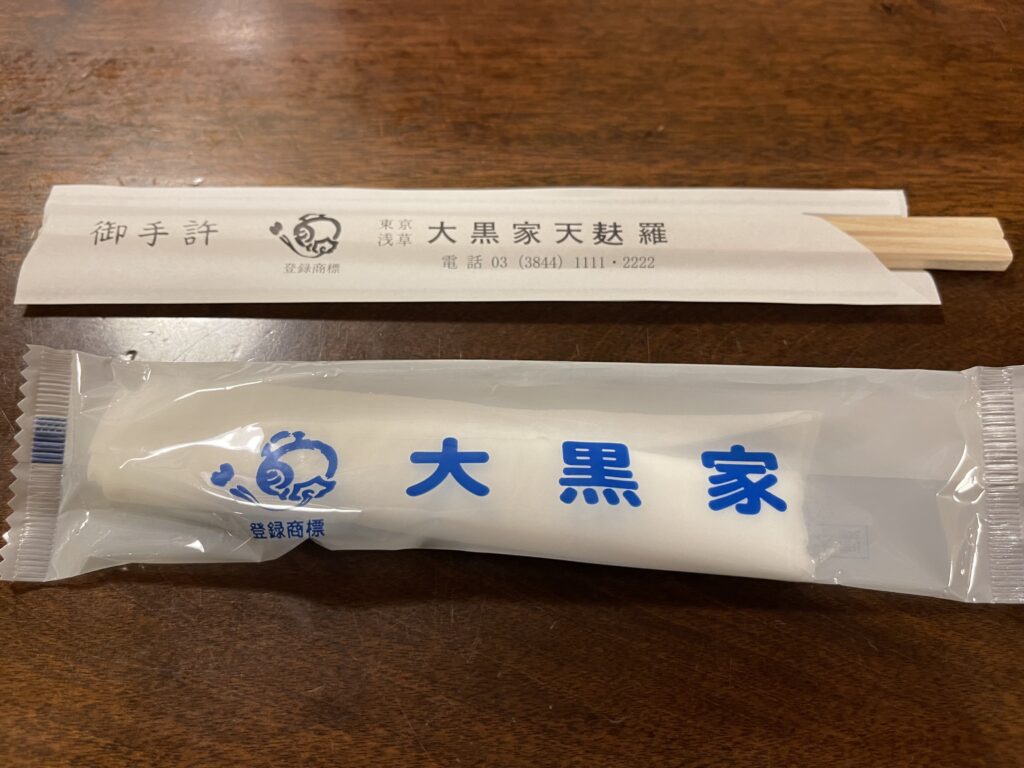 御手許
登録商標
東京
浅草
大黒家天麩羅
電話 03 (3844) 1111・2222
大黒家
登録商標